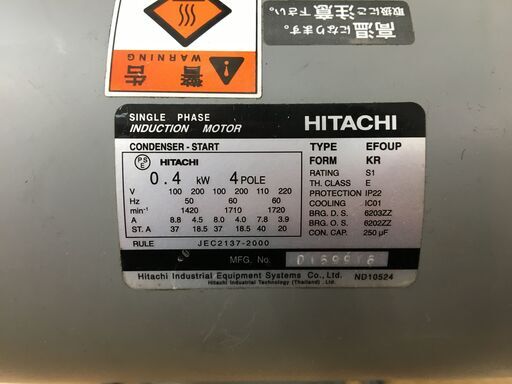 高温になります。
取扱にご注意下さい。
警告
WARNING
SINGLE PHASE
INDUCTION MOTOR
HITACHI
CONDENSER - START
TYPE EFOUP
PSE HITACHI
FORM KR
0.4 kW 4 POLE
RATING S1
TH. CLASS E
V 100 200 100 200 110 220
PROTECTION IP22
Hz 50 60 60
COOLING IC01
min⁻¹ 1420 1710 1720
BRG. D. S. 6203ZZ
A 8.8 4.5 8.0 4.0 7.8 3.9
BRG. O. S. 6202ZZ
ST. A 37 18.5 37 18.5 40 20
CON. CAP. 250 µF
RULE JEC2137-2000
MFG. No.
Hitachi Industrial Equipment Systems Co., Ltd. ND10524
Hitachi Industrial Technology (Thailand) .Ltd.